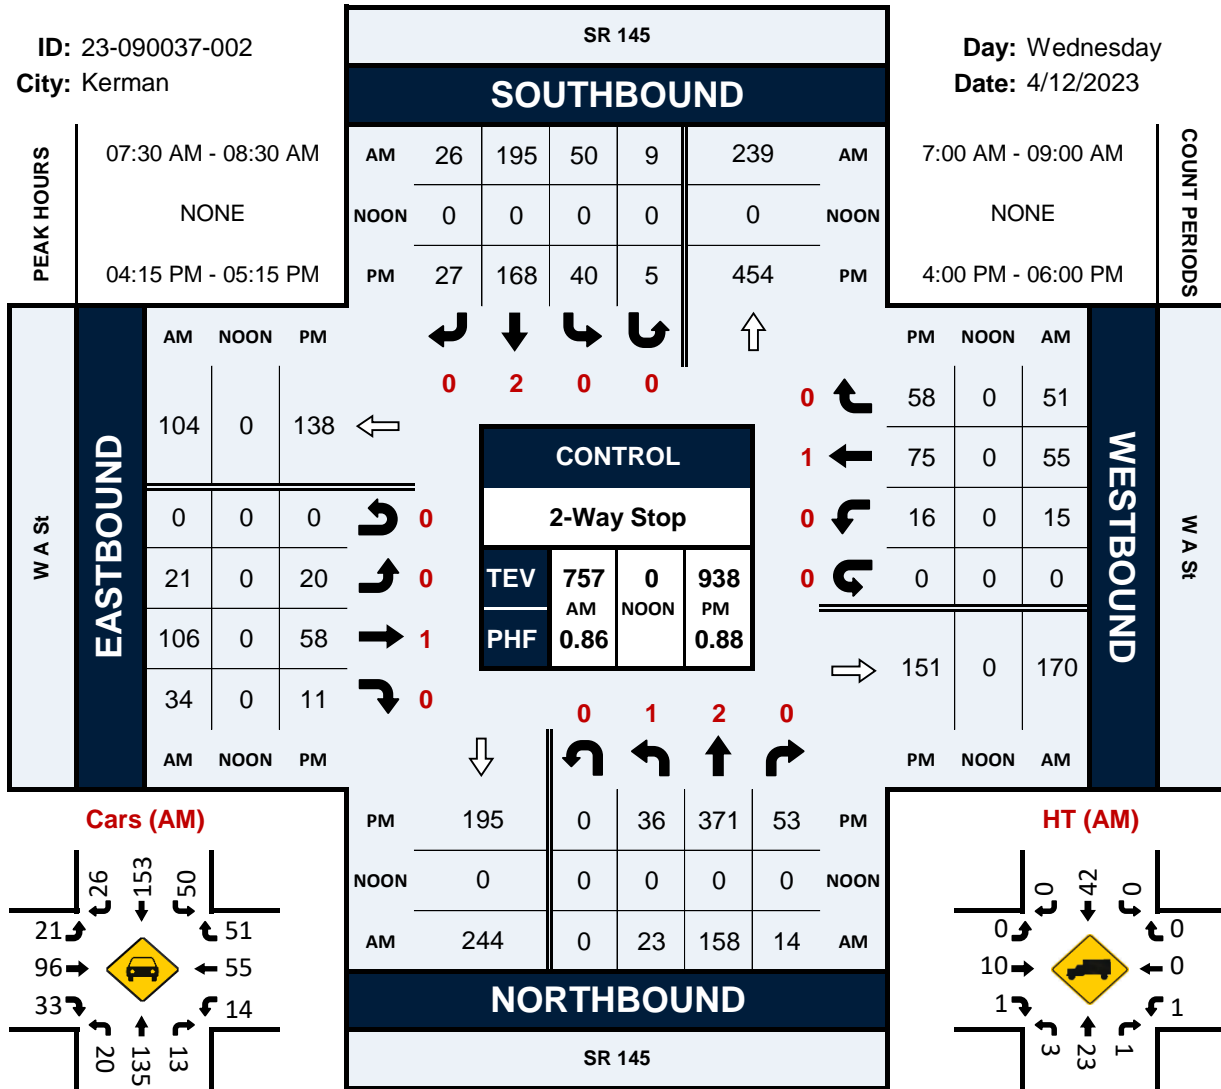 ID: 23-090037-002
City: Kerman
SR 145
SOUTHBOUND
Day: Wednesday
Date: 4/12/2023
PEAK HOURS
07:30 AM - 08:30 AM
NONE
04:15 PM - 05:15 PM
AM 26 195 50 9 239 AM
NOON 0 0 0 0 0 NOON
PM 27 168 40 5 454 PM
7:00 AM - 09:00 AM
NONE
4:00 PM - 06:00 PM
COUNT PERIODS
0 2 0 0
W A St
EASTBOUND
AM NOON PM
104 0 138
0 0 0 0
21 0 20 0
106 0 58 1
34 0 11 0
AM NOON PM
CONTROL
2-Way Stop
TEV 757 0 938
AM NOON PM
PHF 0.86 0.88
PM NOON AM
0 58 0 51
1 75 0 55
0 16 0 15
0 0 0 0
151 0 170
PM NOON AM
WESTBOUND
W A St
0 1 2 0
PM 195 0 36 371 53 PM
NOON 0 0 0 0 0 NOON
AM 244 0 23 158 14 AM
NORTHBOUND
SR 145
Cars (AM)
26 153 50
21 51
96 55
33 14
20 135 13
HT (AM)
0 42 0
0 0
10 0
1 1
3 23 1